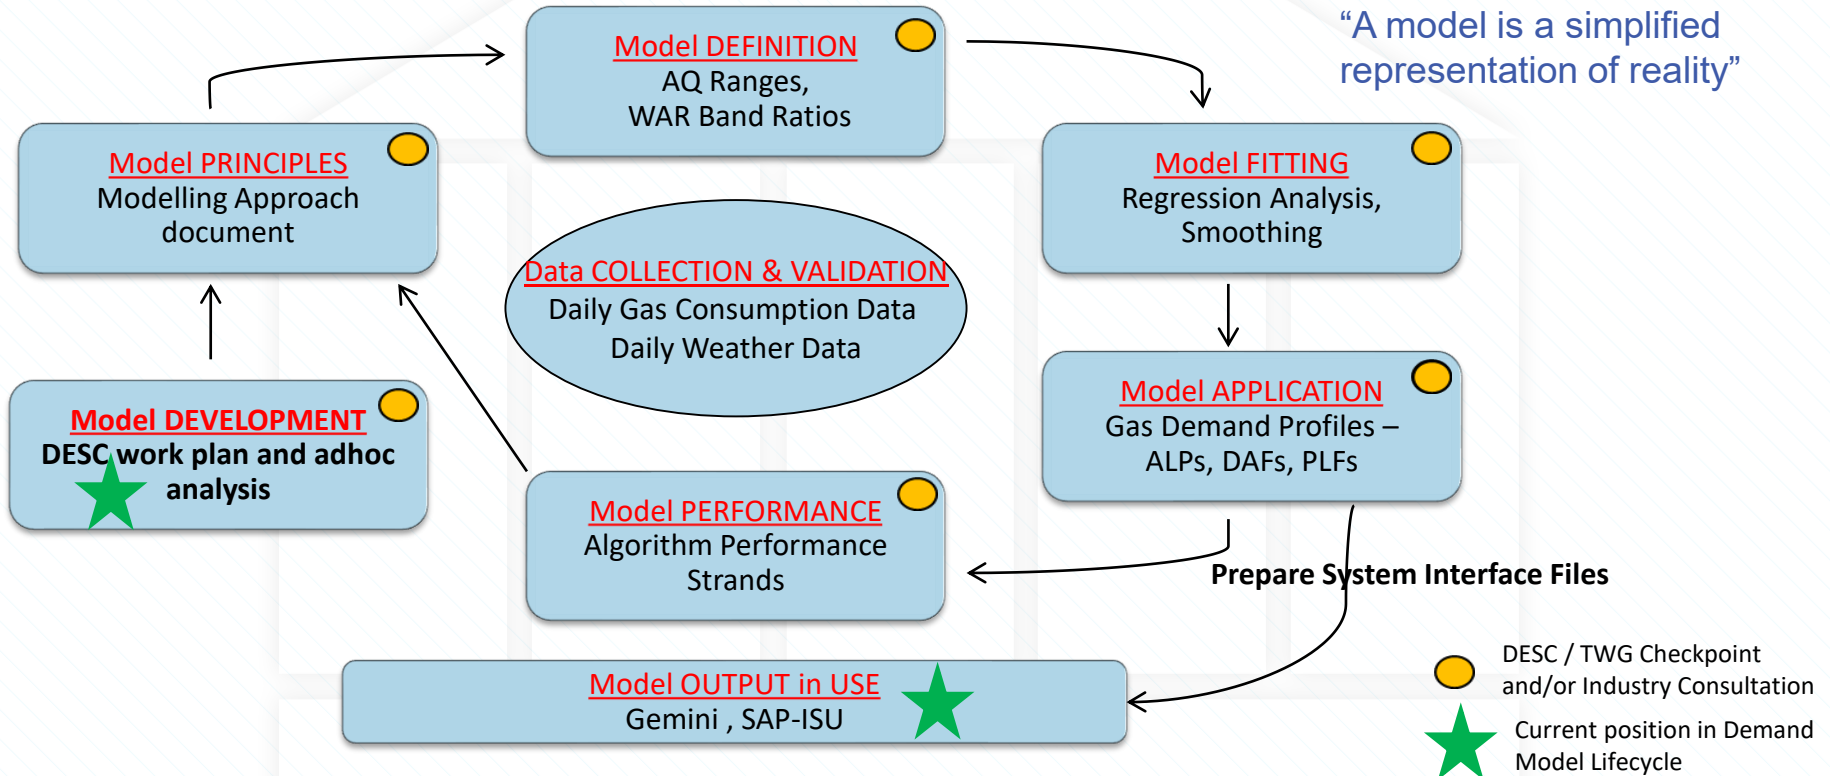 “A model is a simplified
representation of reality”
Model DEFINITION
AQ Ranges,
WAR Band Ratios
Model PRINCIPLES
Modelling Approach
document
Model FITTING
Regression Analysis,
Smoothing
Data COLLECTION & VALIDATION
Daily Gas Consumption Data
Daily Weather Data
Model DEVELOPMENT
DESC work plan and adhoc
analysis
Model APPLICATION
Gas Demand Profiles –
ALPs, DAFs, PLFs
Model PERFORMANCE
Algorithm Performance
Strands
Prepare System Interface Files
Model OUTPUT in USE
Gemini , SAP-ISU
DESC / TWG Checkpoint
and/or Industry Consultation
Current position in Demand
Model Lifecycle